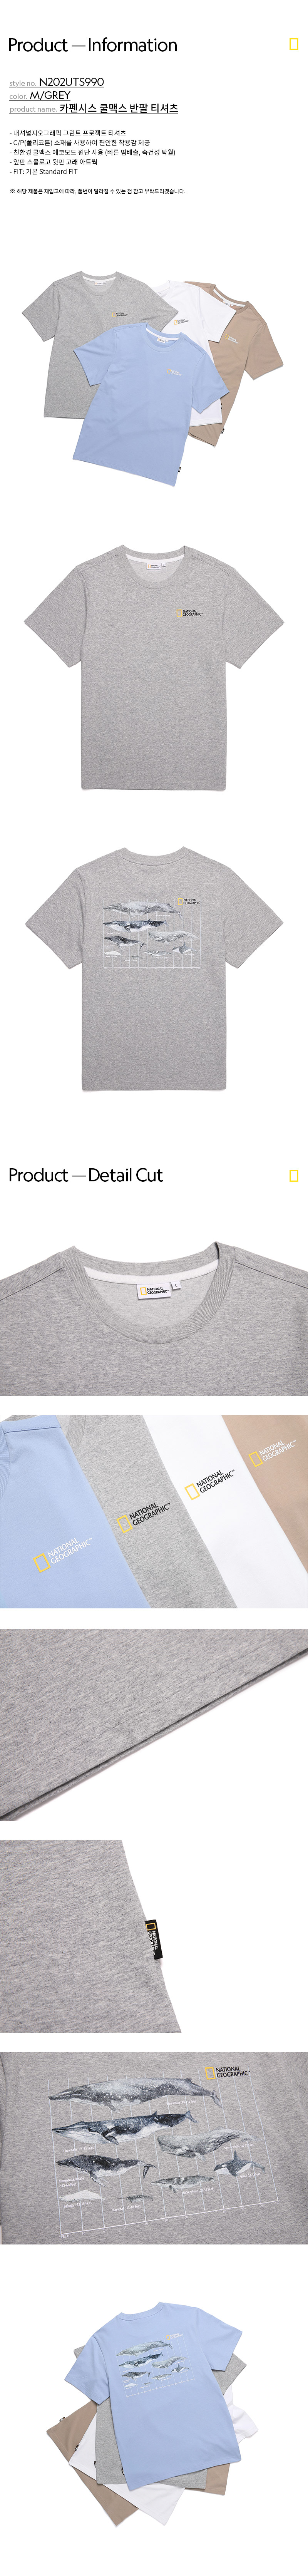 Product — Information
style no. N202UTS990
color. M/GREY
product name. 카펜시스 쿨맥스 반팔 티셔츠
- 내셔널지오그래픽 그린트 프로젝트 티셔츠
- C/P(폴리코튼) 소재를 사용하여 편안한 착용감 제공
- 친환경 쿨맥스 에코모드 원단 사용 (빠른 땀배출, 속건성 탁월)
- 앞판 스몰로고 뒷판 고래 아트웍
- FIT: 기본 Standard FIT
※ 해당 제품은 재입고에 따라, 품번이 달라질 수 있는 점 참고 부탁드리겠습니다.
NATIONAL
GEOGRAPHIC
NATIONAL
GEOGRAPHIC
Product — Detail Cut
NATIONAL
GEOGRAPHIC
L
NATIONAL
GEOGRAPHIC
NATIONAL
GEOGRAPHIC
NATIONAL
GEOGRAPHIC
NATIONAL
GEOGRAPHIC
NATIONAL
GEOGRAPHIC